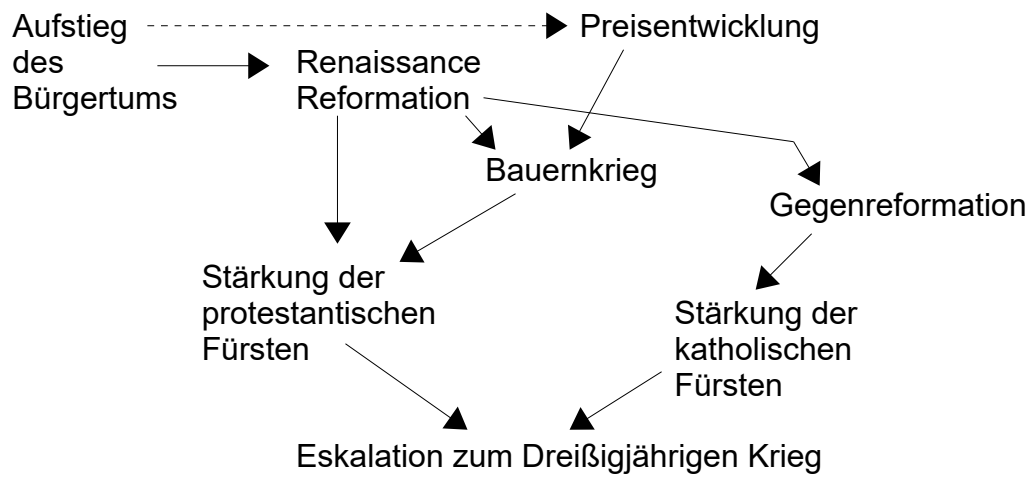 Aufstieg
des
Bürgertums
Preisentwicklung
Renaissance
Reformation
Bauernkrieg
Gegenreformation
Stärkung der
protestantischen
Fürsten
Stärkung der
katholischen
Fürsten
Eskalation zum Dreißigjährigen Krieg